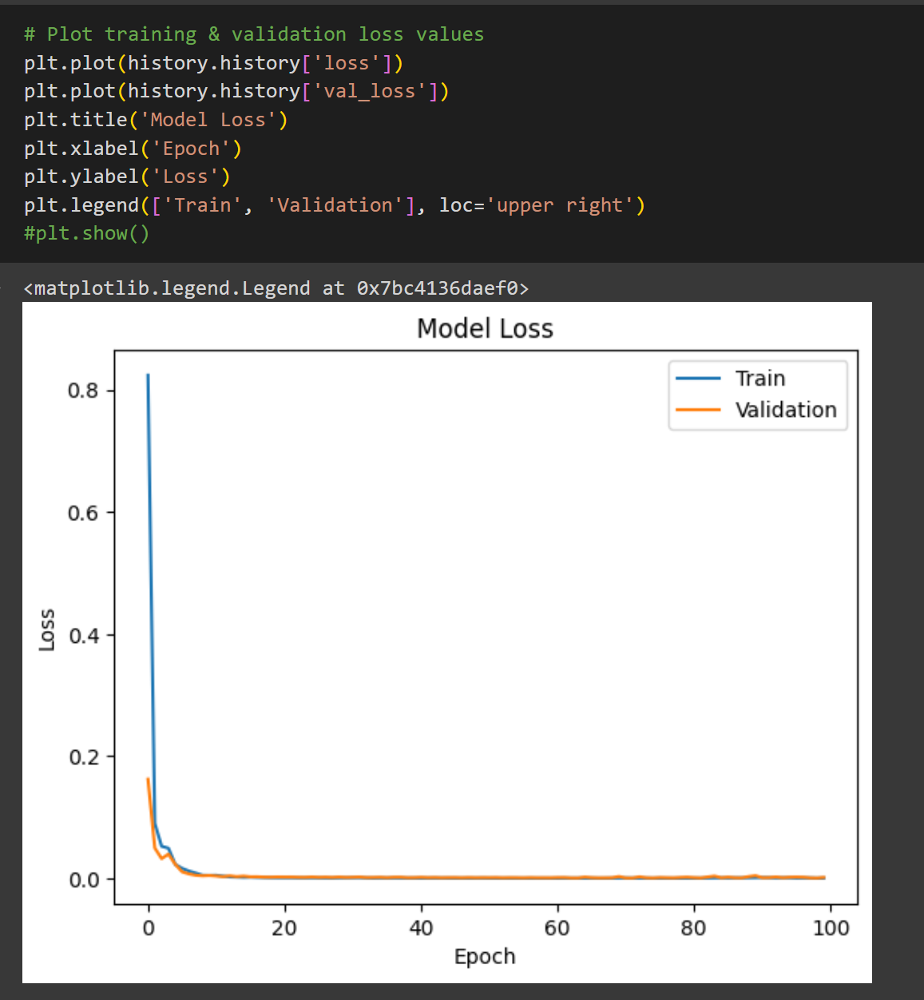 # Plot training & validation loss values
plt.plot(history.history['loss'])
plt.plot(history.history['val_loss'])
plt.title('Model Loss')
plt.xlabel('Epoch')
plt.ylabel('Loss')
plt.legend(['Train', 'Validation'], loc='upper right')
#plt.show()
<matplotlib.legend.Legend at 0x7bc4136daef0>
Model Loss
Train
Validation
0.8
0.6
0.4
0.2
0.0
Loss
0 20 40 60 80 100
Epoch